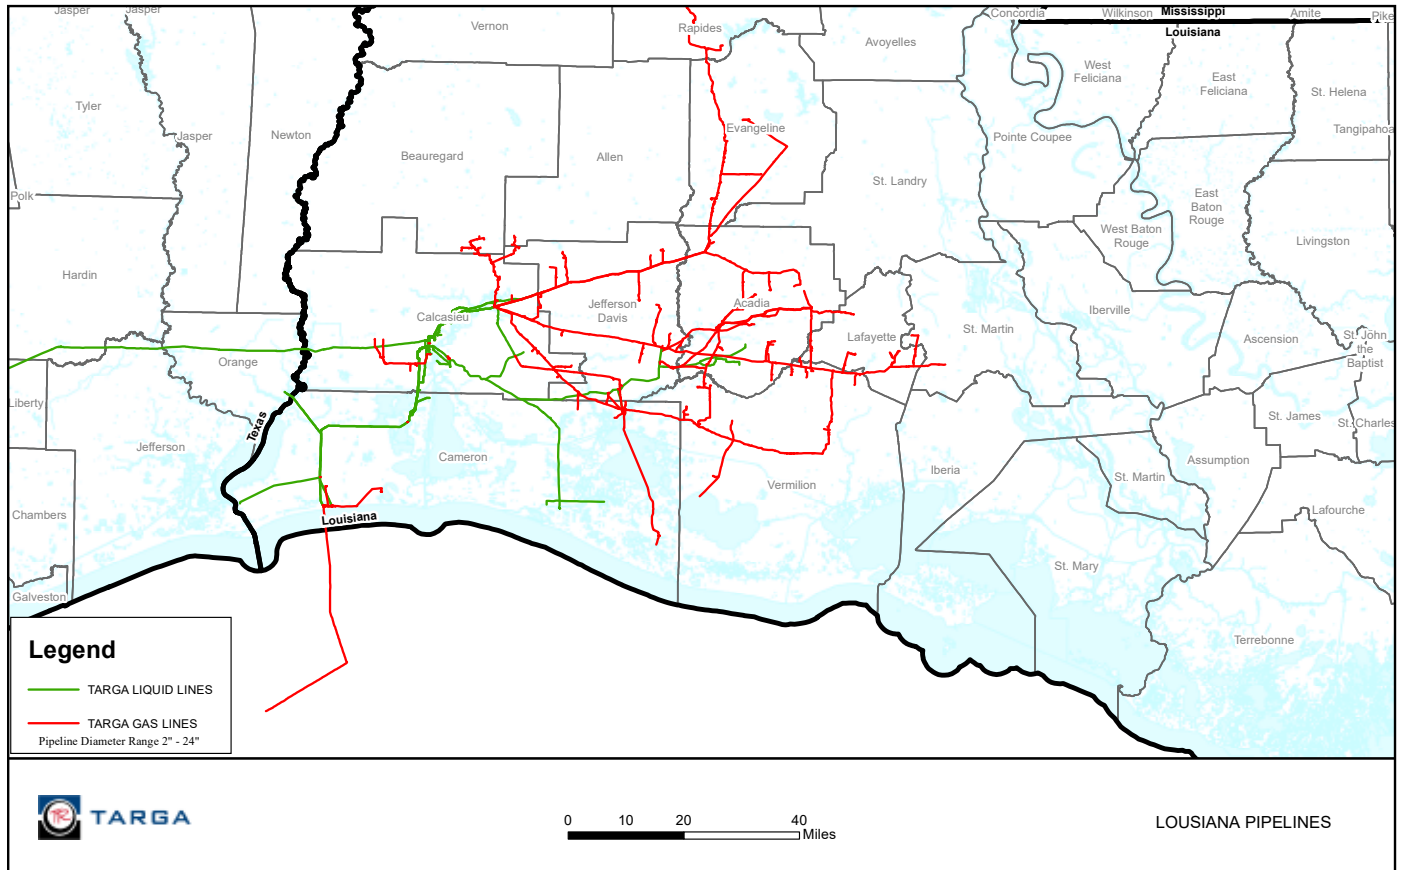 Jasper
Jasper
Vernon
Rapides
Avoyelles
Concordia
Wilkinson
Mississippi
Amite
Pike
Louisiana
West
Feliciana
East
Feliciana
St. Helena
Tangipahoa
Tyler
Jasper
Newton
Beauregard
Allen
Evangeline
Pointe Coupee
Polk
St. Landry
East
Baton
Rouge
West Baton
Rouge
Livingston
Hardin
Calcasieu
Jefferson
Davis
Acadia
Lafayette
St. Martin
Iberville
Ascension
St. John
the
Baptist
Orange
Liberty
Texas
Jefferson
Cameron
Vermilion
Iberia
St. Martin
Assumption
St. James
St. Charles
Chambers
Louisiana
Lafourche
Galveston
St. Mary
Terrebonne
Legend
TARGA LIQUID LINES
TARGA GAS LINES
Pipeline Diameter Range 2" - 24"
TARGA
0 10 20 40
Miles
LOUSIANA PIPELINES